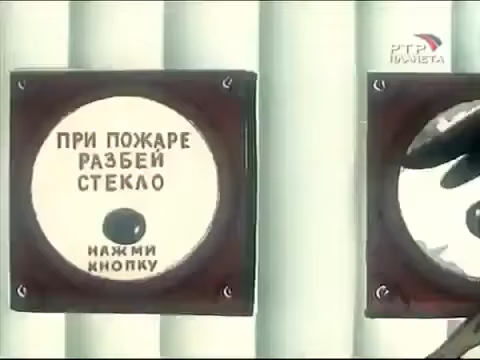 РТР
ПЛАНЕТА
ПРИ ПОЖАРЕ
РАЗБЕЙ
СТЕКЛО
НАЖМИ
КНОПКУ